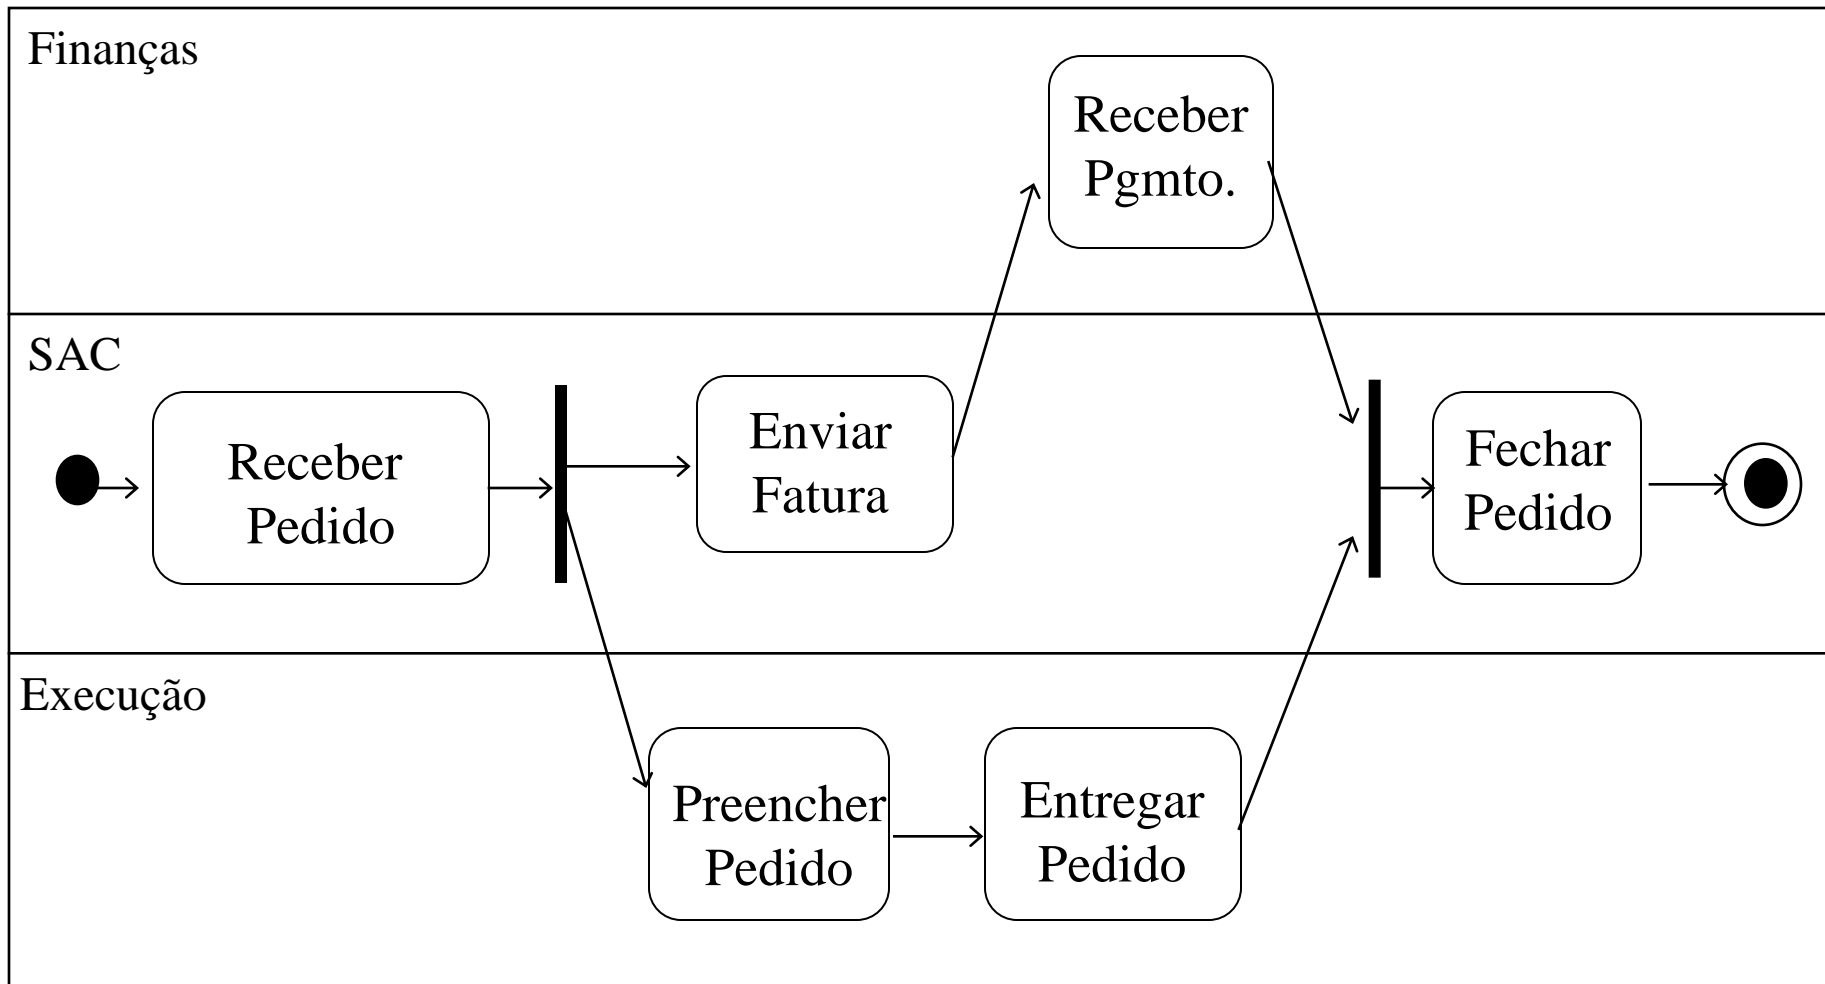 Finanças
Receber
Pgmto.
SAC
Receber
Pedido
Enviar
Fatura
Fechar
Pedido
Execução
Preencher
Pedido
Entregar
Pedido